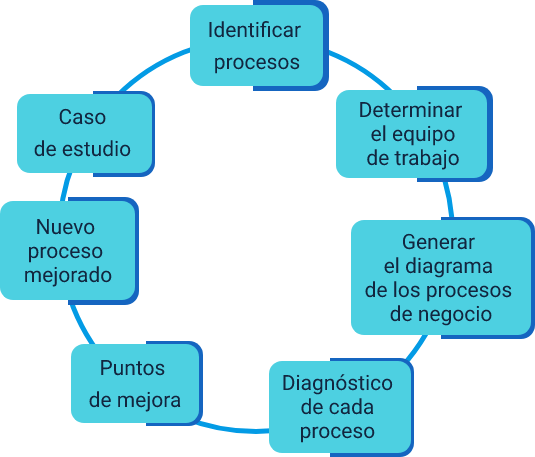 Identificar
procesos
Determinar
el equipo
de trabajo
Generar
el diagrama
de los procesos
de negocio
Diagnóstico
de cada
proceso
Puntos
de mejora
Nuevo
proceso
mejorado
Caso
de estudio